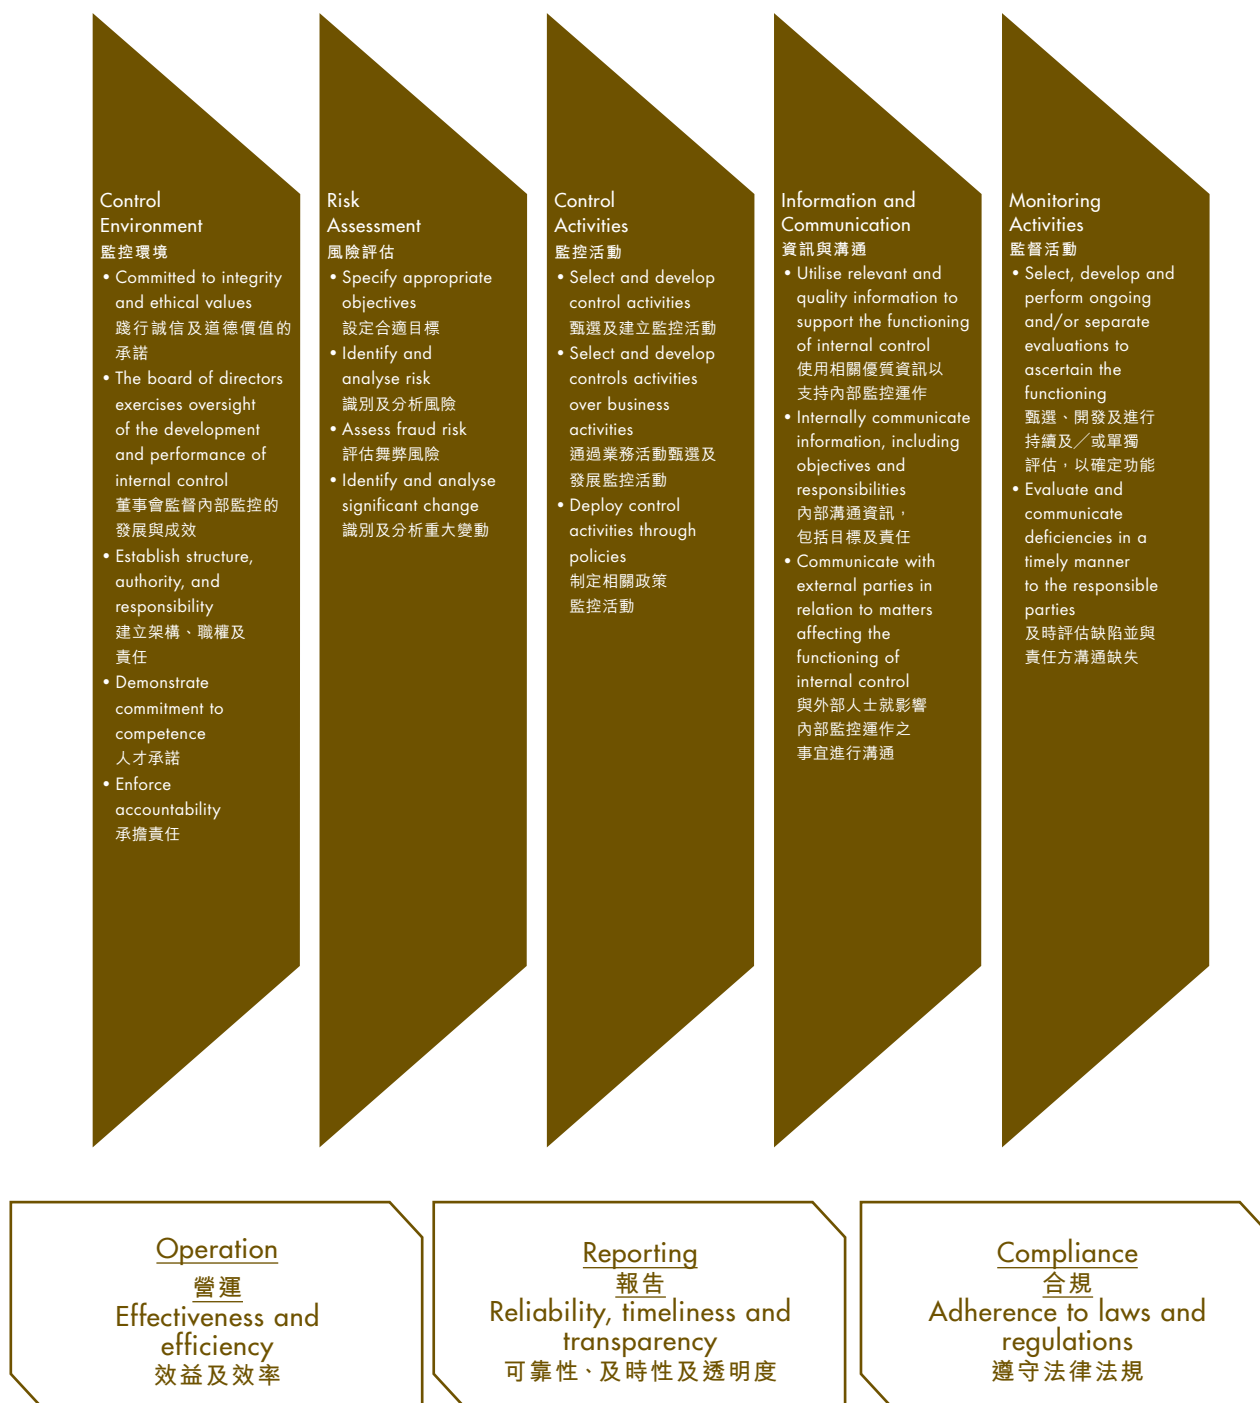 Control
Environment
監控環境
• Committed to integrity
and ethical values
踐行誠信及道德價值的
承諾
• The board of directors
exercises oversight
of the development
and performance of
internal control
董事會監督內部監控的
發展與成效
• Establish structure,
authority, and
responsibility
建立架構、職權及
責任
• Demonstrate
commitment to
competence
人才承諾
• Enforce
accountability
承擔責任
Risk
Assessment
風險評估
• Specify appropriate
objectives
設定合適目標
• Identify and
analyse risk
識別及分析風險
• Assess fraud risk
評估舞弊風險
• Identify and analyse
significant change
識別及分析重大變動
Control
Activities
監控活動
• Select and develop
control activities
甄選及建立監控活動
• Select and develop
controls activities
over business
activities
通過業務活動甄選及
發展監控活動
• Deploy control
activities through
policies
制定相關政策
監控活動
Information and
Communication
資訊與溝通
• Utilise relevant and
quality information to
support the functioning
of internal control
使用相關優質資訊以
支持內部監控運作
• Internally communicate
information, including
objectives and
responsibilities
內部溝通資訊，
包括目標及責任
• Communicate with
external parties in
relation to matters
affecting the
functioning of
internal control
與外部人士就影響
內部監控運作之
事宜進行溝通
Monitoring
Activities
監督活動
• Select, develop and
perform ongoing
and/or separate
evaluations to
ascertain the
functioning
甄選、開發及進行
持續及╱或單獨
評估，以確定功能
• Evaluate and
communicate
deficiencies in a
timely manner
to the responsible
parties
及時評估缺陷並與
責任方溝通缺失
Operation
營運
Effectiveness and
efficiency
效益及效率
Reporting
報告
Reliability, timeliness and
transparency
可靠性、及時性及透明度
Compliance
合規
Adherence to laws and
regulations
遵守法律法規